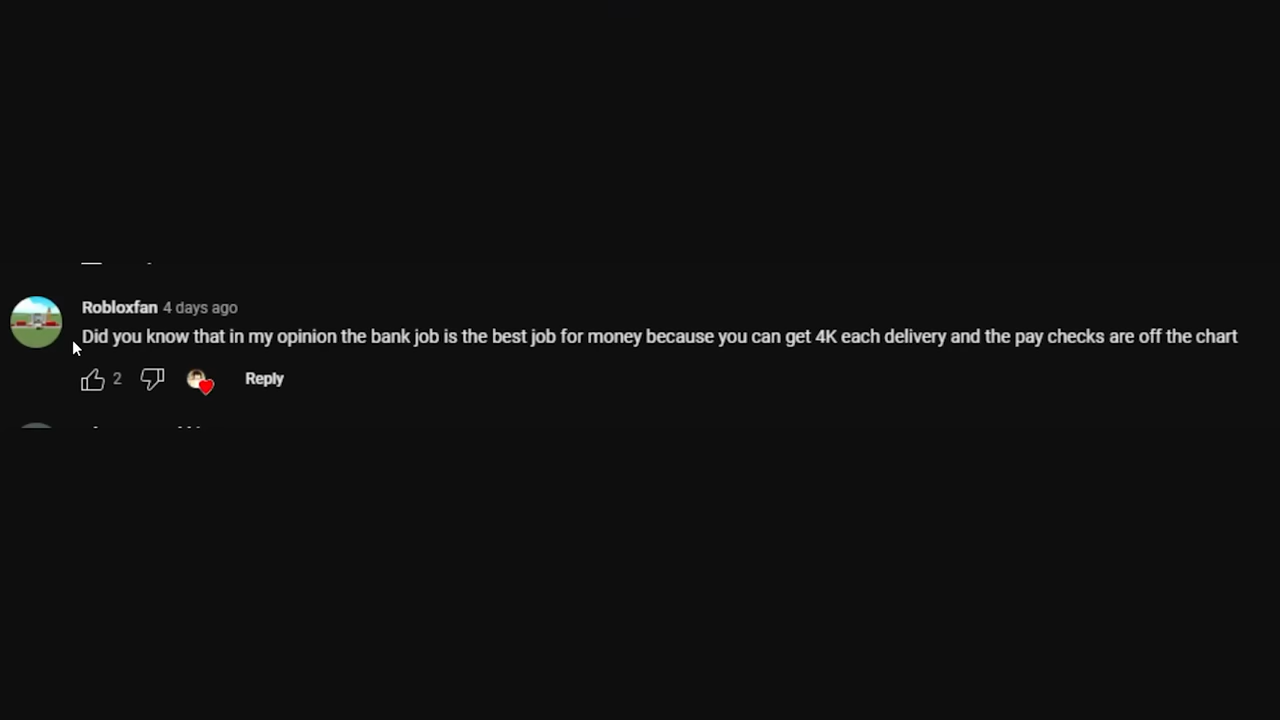 Robloxfan 4 days ago
Did you know that in my opinion the bank job is the best job for money because you can get 4K each delivery and the pay checks are off the chart
2 Reply